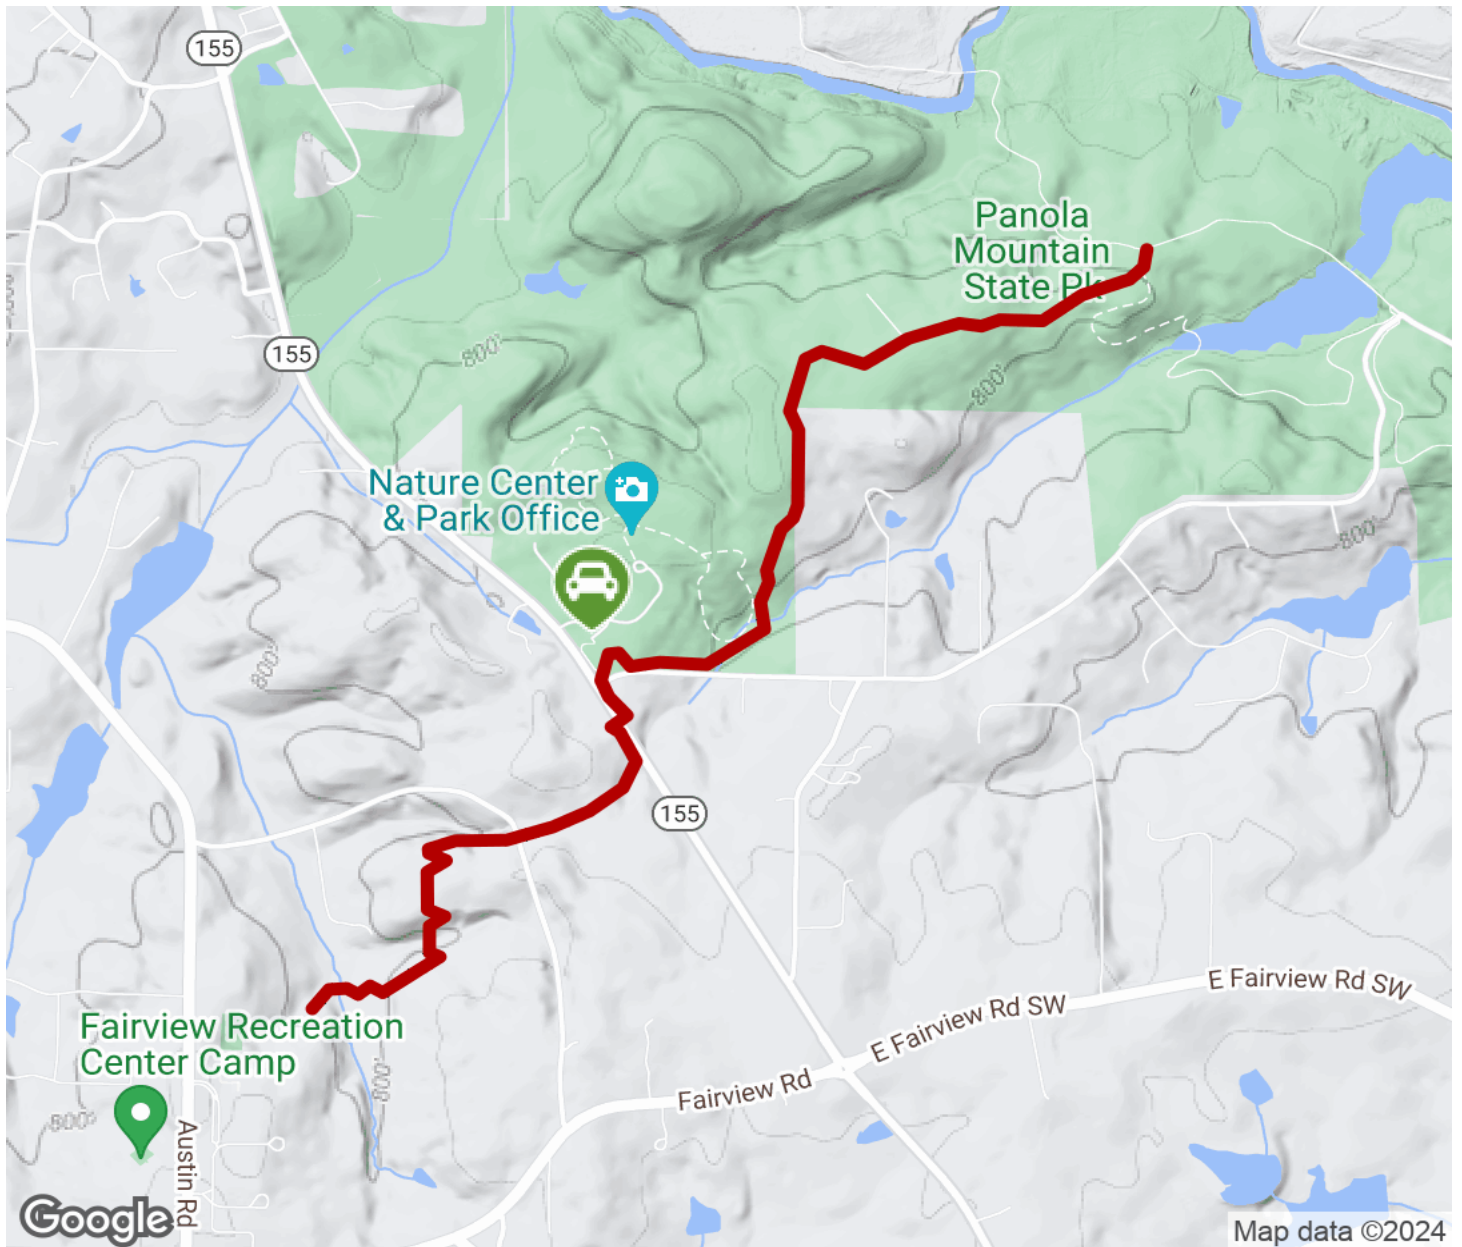 155
Panola
Mountain
State Pk
155
800'
800'
Nature Center
& Park Office
800'
800'
155
E Fairview Rd SW
E Fairview Rd SW
Fairview Recreation
Center Camp
800'
Fairview Rd
800'
Austin Rd
Google
Map data ©2024